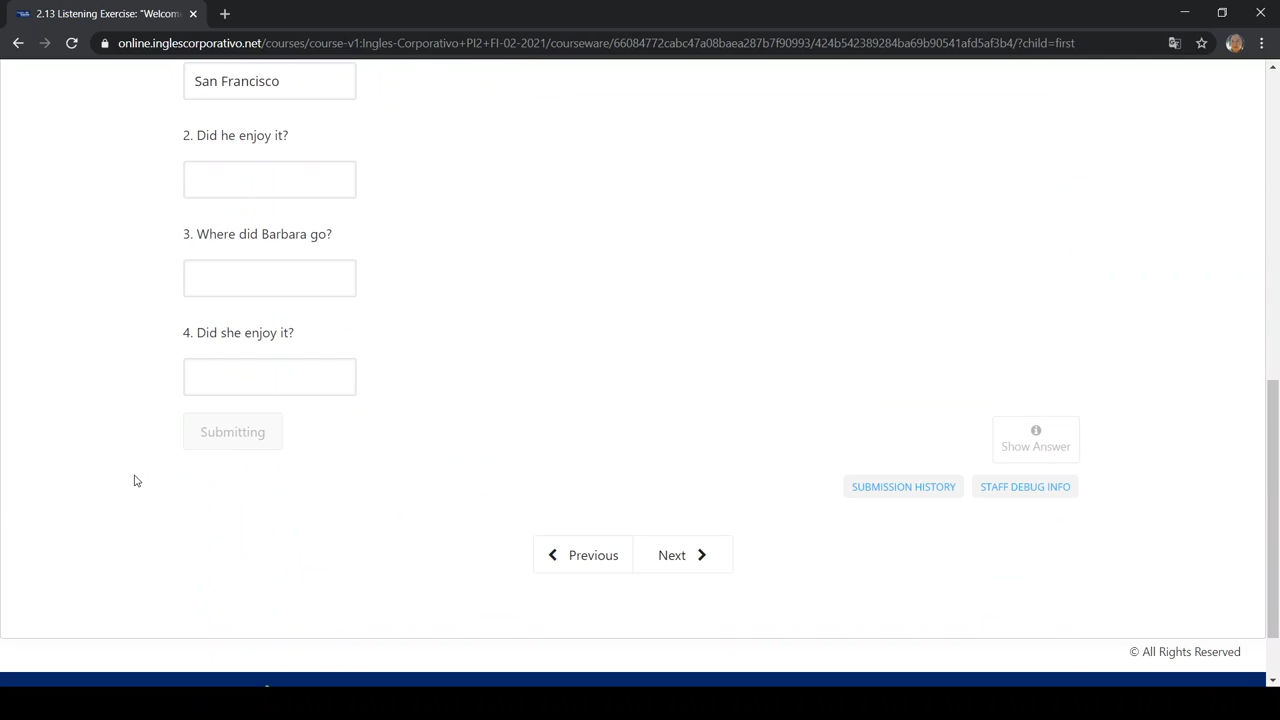 2.13 Listening Exercise: "Welcom
online.inglescorporativo.net/courses/course-v1:Ingles-Corporativo+PI2+FI-02-2021/courseware/66084772cabc47a08baea287b7f90993/424b542389284ba69b90541afd5af3b4/?child=first
San Francisco
2. Did he enjoy it?
3. Where did Barbara go?
4. Did she enjoy it?
Submitting
Show Answer
SUBMISSION HISTORY
STAFF DEBUG INFO
Previous
Next
© All Rights Reserved